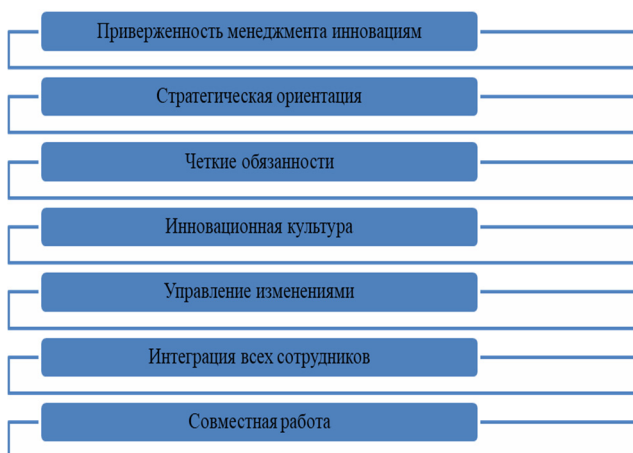 Приверженность менеджмента инновациям
Стратегическая ориентация
Четкие обязанности
Инновационная культура
Управление изменениями
Интеграция всех сотрудников
Совместная работа